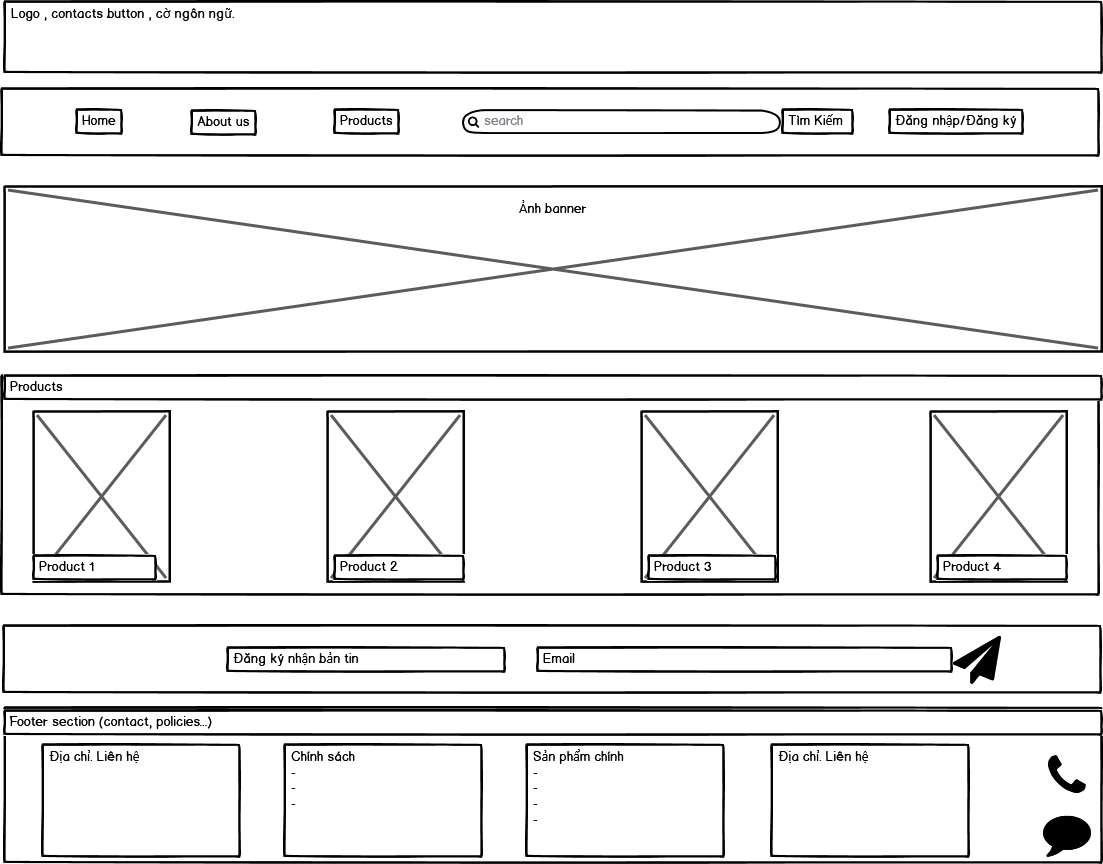 Logo , contacts button , cờ ngôn ngữ.
Home
About us
Products
search
Tìm Kiếm
Đăng nhập/Đăng ký
Ảnh banner
Products
Product 1
Product 2
Product 3
Product 4
Đăng ký nhận bản tin
Email
Footer section (contact, policies...)
Địa chỉ. Liên hệ
Chính sách
-
-
-
Sản phẩm chính
-
-
-
-
Địa chỉ. Liên hệ